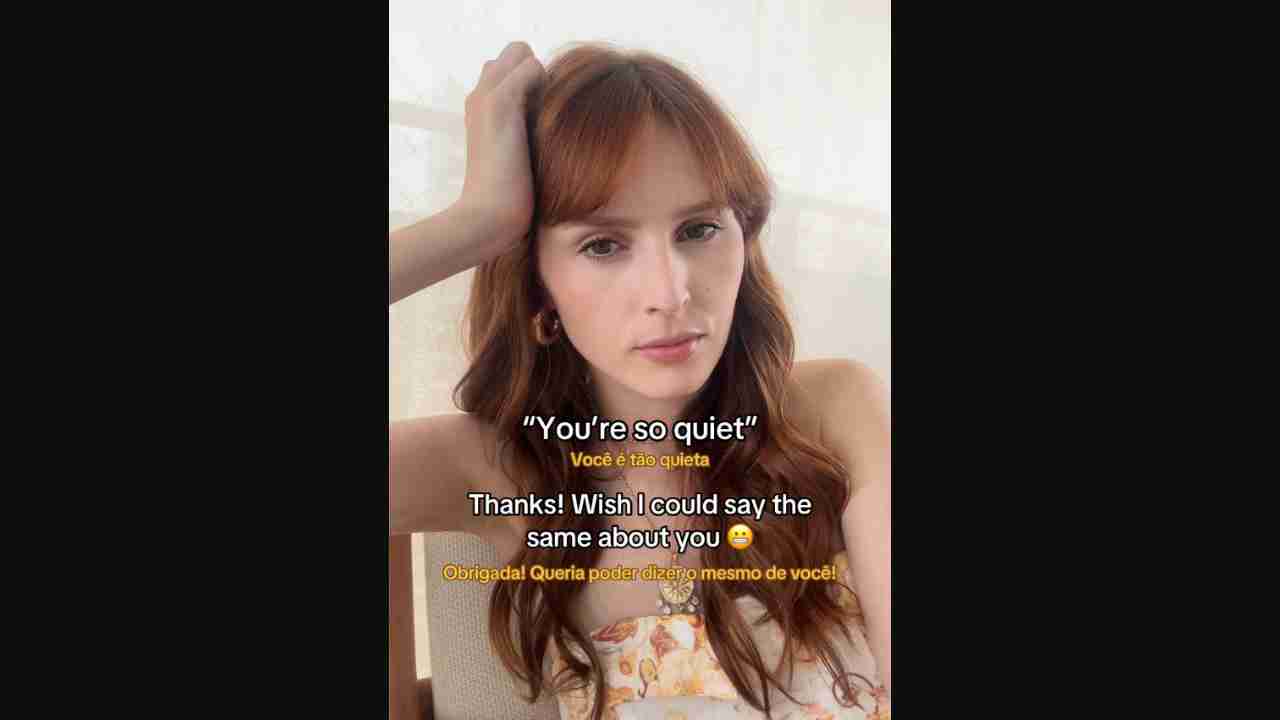 “You’re so quiet”
Você é tão quieta
Thanks! Wish I could say the
same about you 😬
Obrigada! Queria poder dizer o mesmo de você!